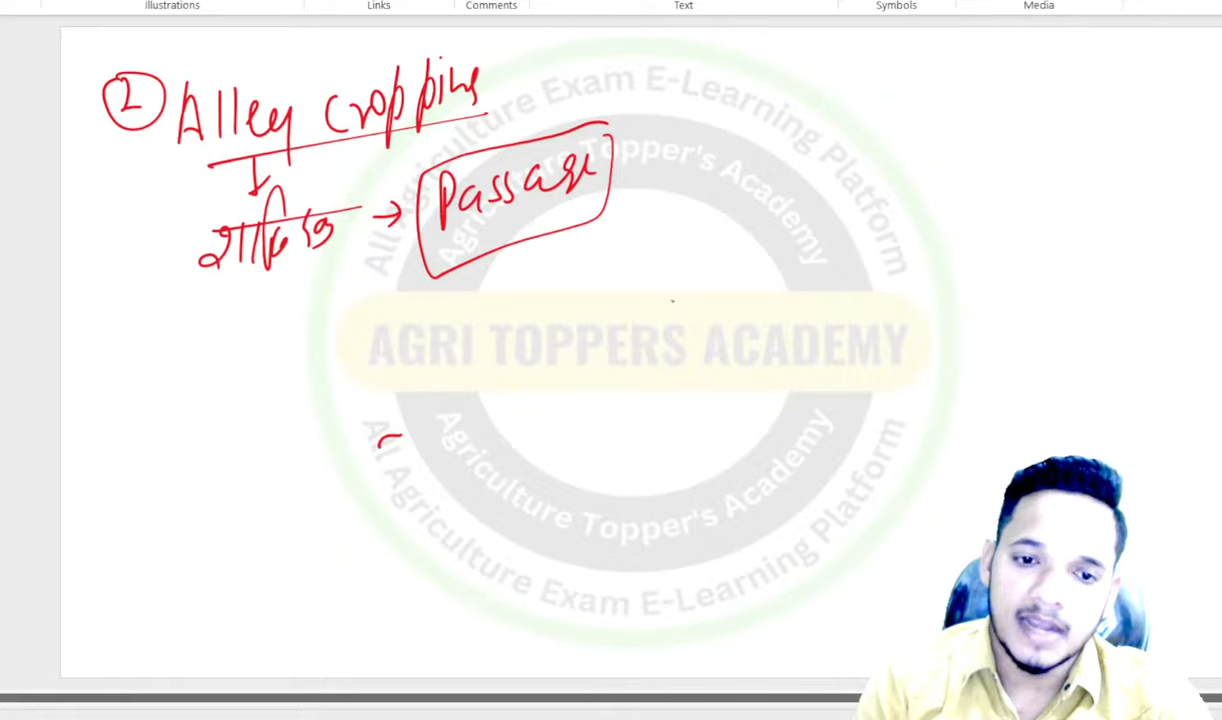 Illustrations Links Comments Text Symbols Media
② Alley cropping
→ Passage
All Agriculture Exam E-Learning Platform
Agriculture Topper's Academy
AGRI TOPPERS ACADEMY
Agriculture Topper's Academy
All Agriculture Exam E-Learning Platform